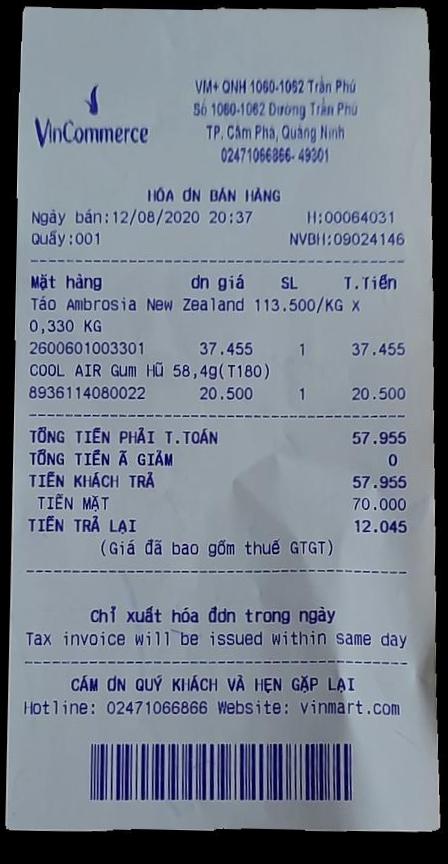 VinCommerce
VM+ QNH 1060-1062 Trần Phú
Số 1060-1062 Đường Trần Phú
TP. Cẩm Phả, Quảng Ninh
02471066866- 49301
HÓA ƠN BÁN HÀNG
Ngày bán:12/08/2020 20:37 H:00064031
Quầy:001 NVBH:09024146
Mặt hàng ơn giá SL T.Tiền
Táo Ambrosia New Zealand 113.500/KG X
0,330 KG
2600601003301 37.455 1 37.455
COOL AIR Gum Hũ 58,4g(T180)
8936114080022 20.500 1 20.500
TỔNG TIỀN PHẢI T.TOÁN 57.955
TỔNG TIỀN Ã GIẢM 0
TIỀN KHÁCH TRẢ 57.955
TIỀN MẶT 70.000
TIỀN TRẢ LẠI 12.045
(Giá đã bao gồm thuế GTGT)
Chỉ xuất hóa đơn trong ngày
Tax invoice will be issued within same day
CÁM ƠN QUÝ KHÁCH VÀ HẸN GẶP LẠI
Hotline: 02471066866 Website: vinmart.com